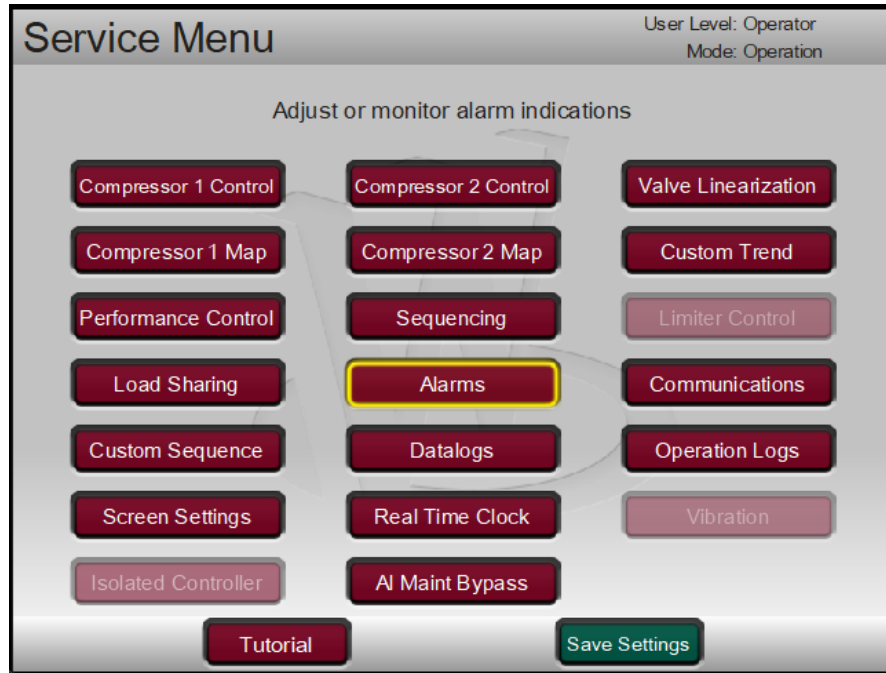 Service Menu
User Level: Operator
Mode: Operation
Adjust or monitor alarm indications
Compressor 1 Control
Compressor 2 Control
Valve Linearization
Compressor 1 Map
Compressor 2 Map
Custom Trend
Performance Control
Sequencing
Limiter Control
Load Sharing
Alarms
Communications
Custom Sequence
Datalogs
Operation Logs
Screen Settings
Real Time Clock
Vibration
Isolated Controller
AI Maint Bypass
Tutorial
Save Settings